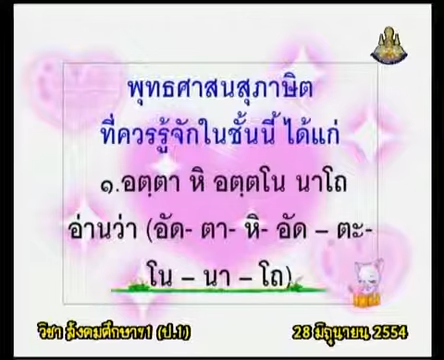 พุทธศาสนสุภาษิต
ที่ควรรู้จักในชั้นนี้ ได้แก่
๑.อตฺตา หิ อตฺตโน นาโถ
อ่านว่า (อัด- ตา- หิ- อัด – ตะ-
โน – นา – โถ)
วิชา สังคมศึกษาฯ1 (ป.1)
28 มิถุนายน 2554